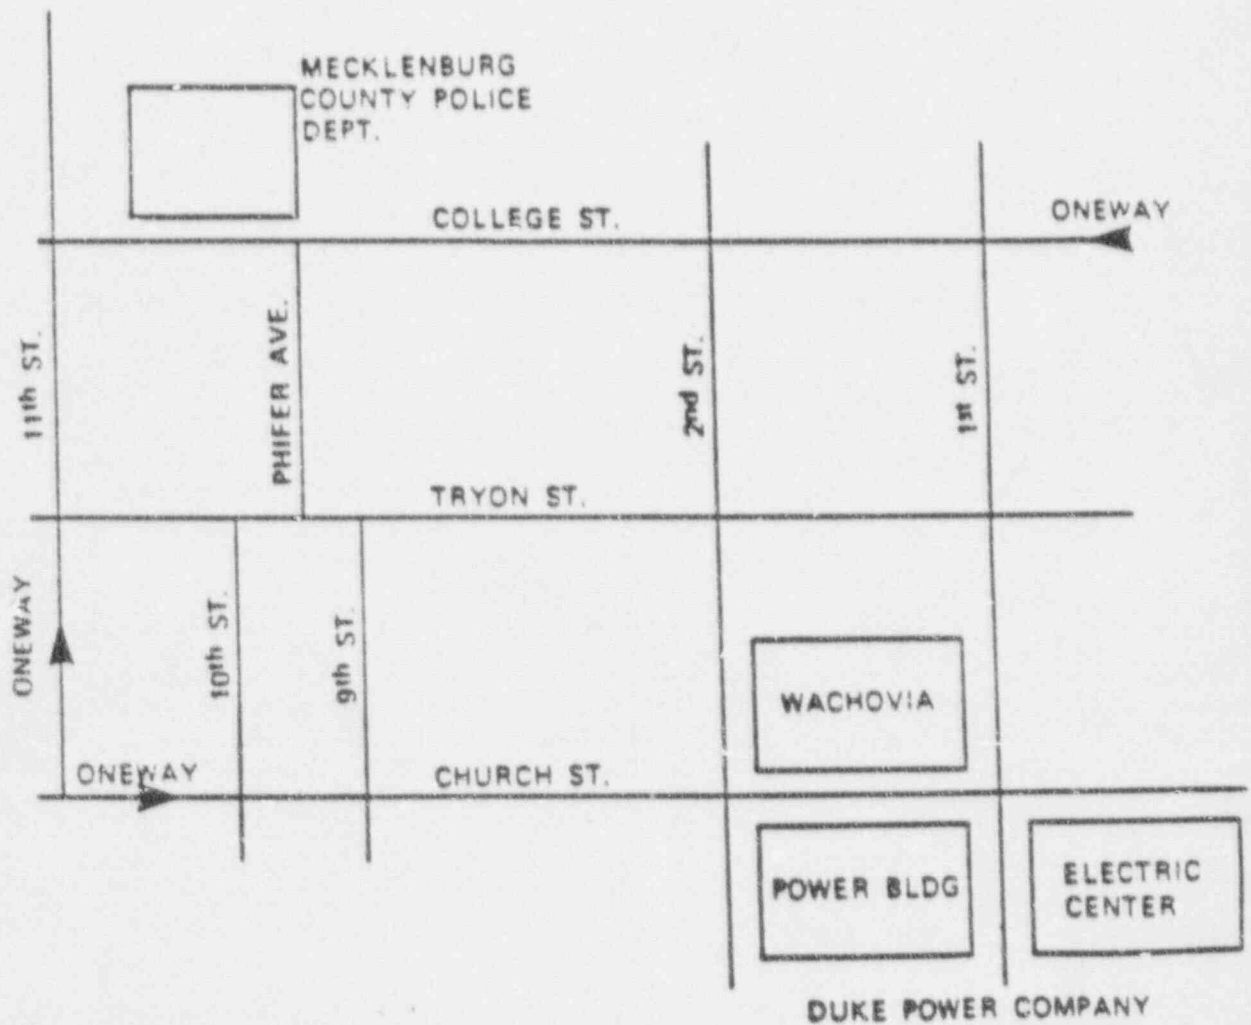 MECKLENBURG
COUNTY POLICE
DEPT.
COLLEGE ST.
ONEWAY
11th ST.
PHIFER AVE.
2nd ST.
1st ST.
TRYON ST.
ONEWAY
10th ST.
9th ST.
WACHOVIA
ONEWAY
CHURCH ST.
POWER BLDG
ELECTRIC
CENTER
DUKE POWER COMPANY